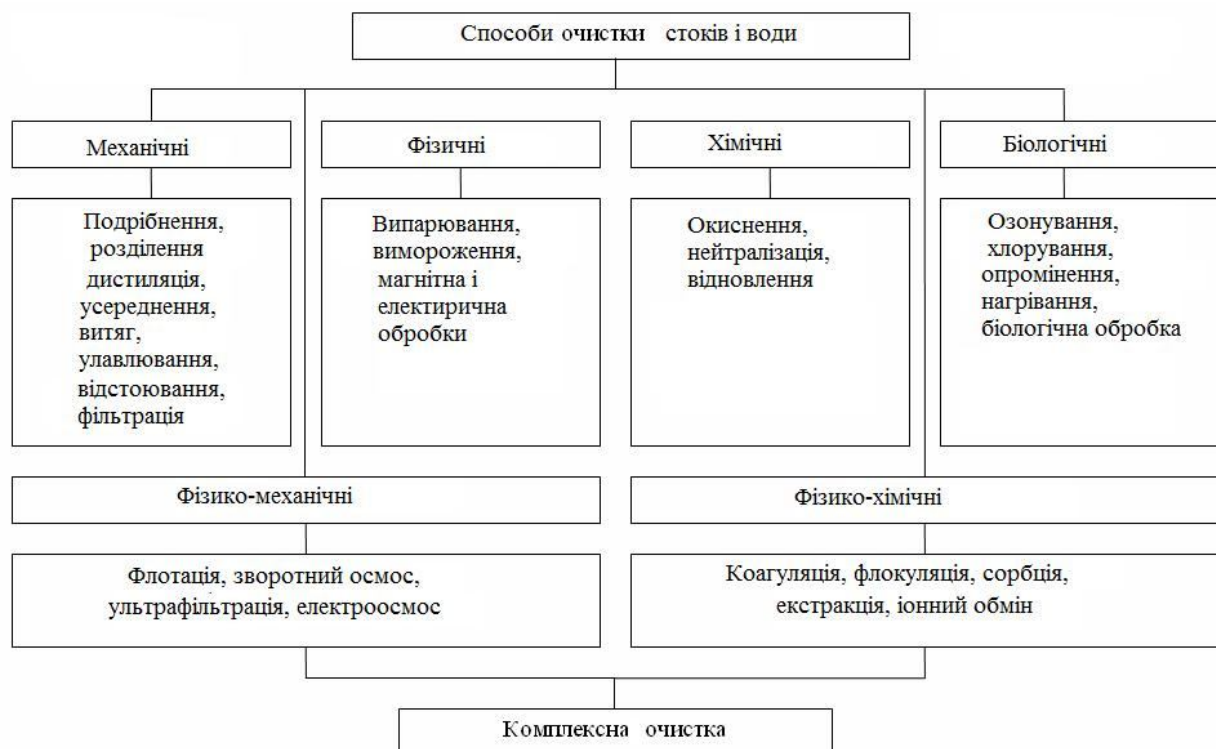 Способи очистки стоків і води
Механічні
Фізичні
Хімічні
Біологічні
Подрібнення,
розділення
дистиляція,
усереднення,
витяг,
улавлювання,
відстоювання,
фільтрація
Випарювання,
вимороження,
магнітна і
електирична
обробки
Окиснення,
нейтралізація,
відновлення
Озонування,
хлорування,
опромінення,
нагрівання,
біологічна обробка
Фізико-механічні
Фізико-хімічні
Флотація, зворотний осмос,
ультрафільтрація, електроосмос
Коагуляція, флокуляція, сорбція,
екстракція, іонний обмін
Комплексна очистка